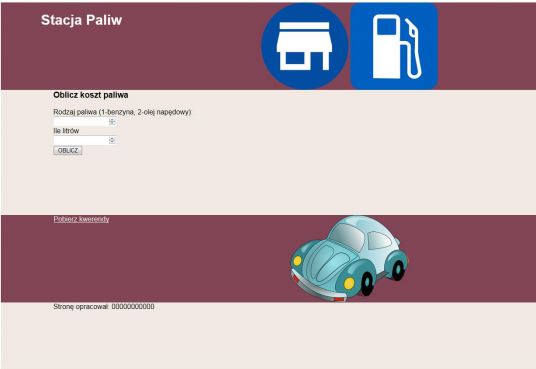 Stacja Paliw
Oblicz koszt paliwa
Rodzaj paliwa (1-benzyna, 2-olej napędowy):
Ile litrów
OBLICZ
Pobierz kwerendy
Stronę opracował: 00000000000